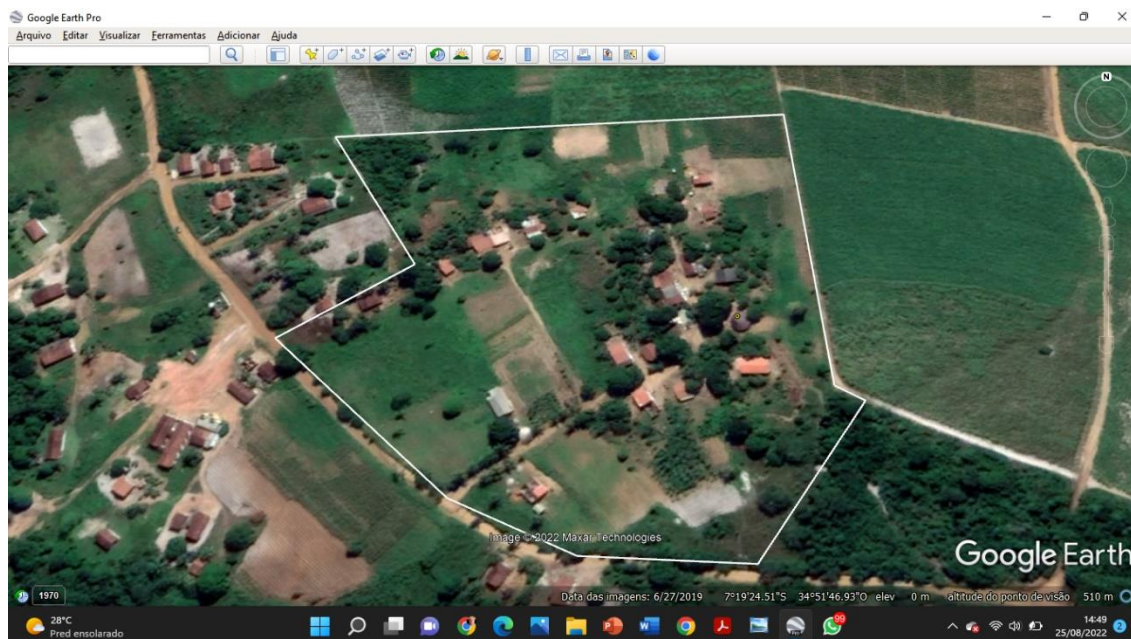 Google Earth Pro
Arquivo Editar Visualizar Ferramentas Adicionar Ajuda
N
Image © 2022 Maxar Technologies
Google Earth
1970
Data das imagens: 6/27/2019 7°19'24.51"S 34°51'46.93"O elev 0 m altitude do ponto de visão 510 m
28°C
Pred ensolarado
99
14:49
25/08/2022
2